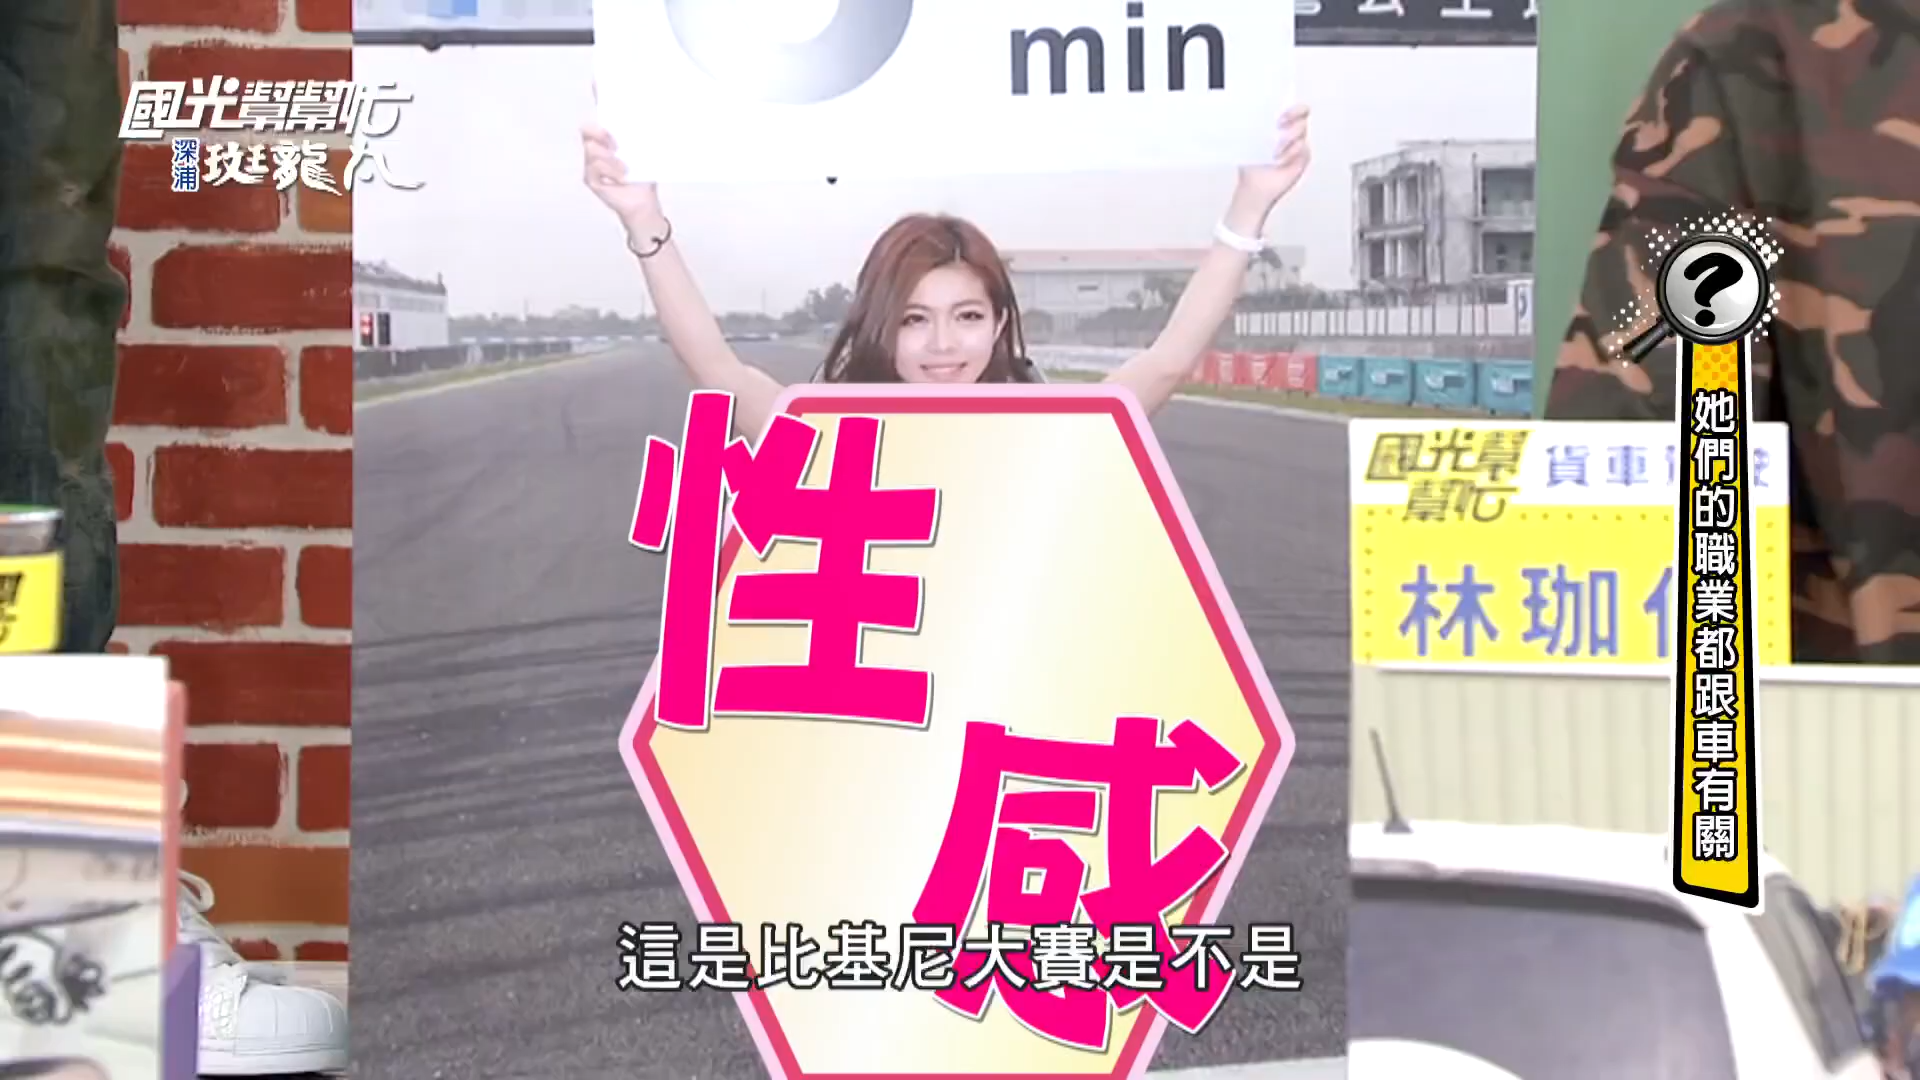 min
國光幫幫忙
深浦
斑龍人
性感
國光幫
幫忙
貨車
林珈
她們的職業都跟車有關
這是比基尼大賽是不是